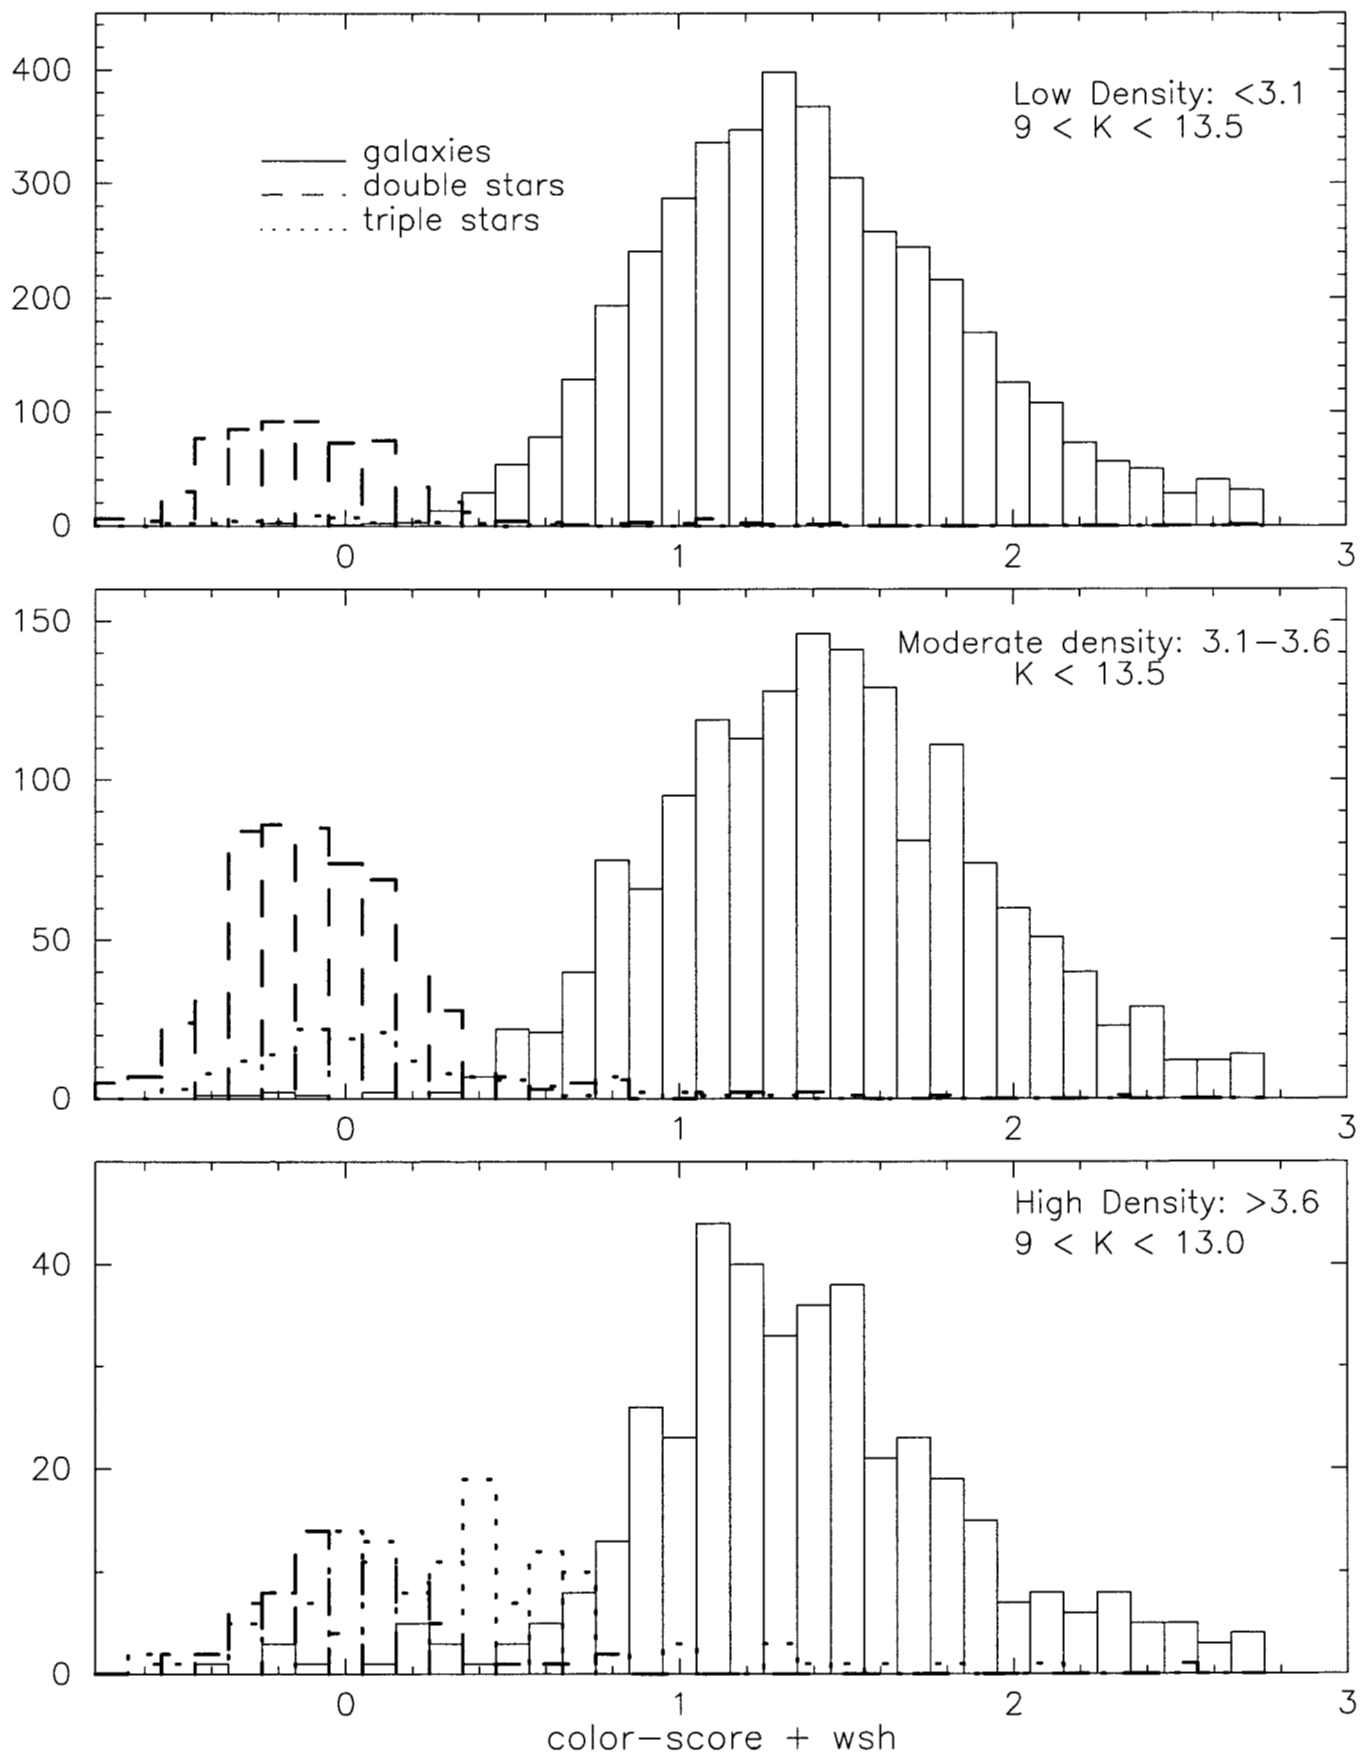 400
300
200
100
0
galaxies
double stars
triple stars
Low Density: <3.1
9 < K < 13.5
0 1 2 3
150
100
50
0
Moderate density: 3.1−3.6
K < 13.5
0 1 2 3
40
20
0
High Density: >3.6
9 < K < 13.0
0 1 2 3
color−score + wsh